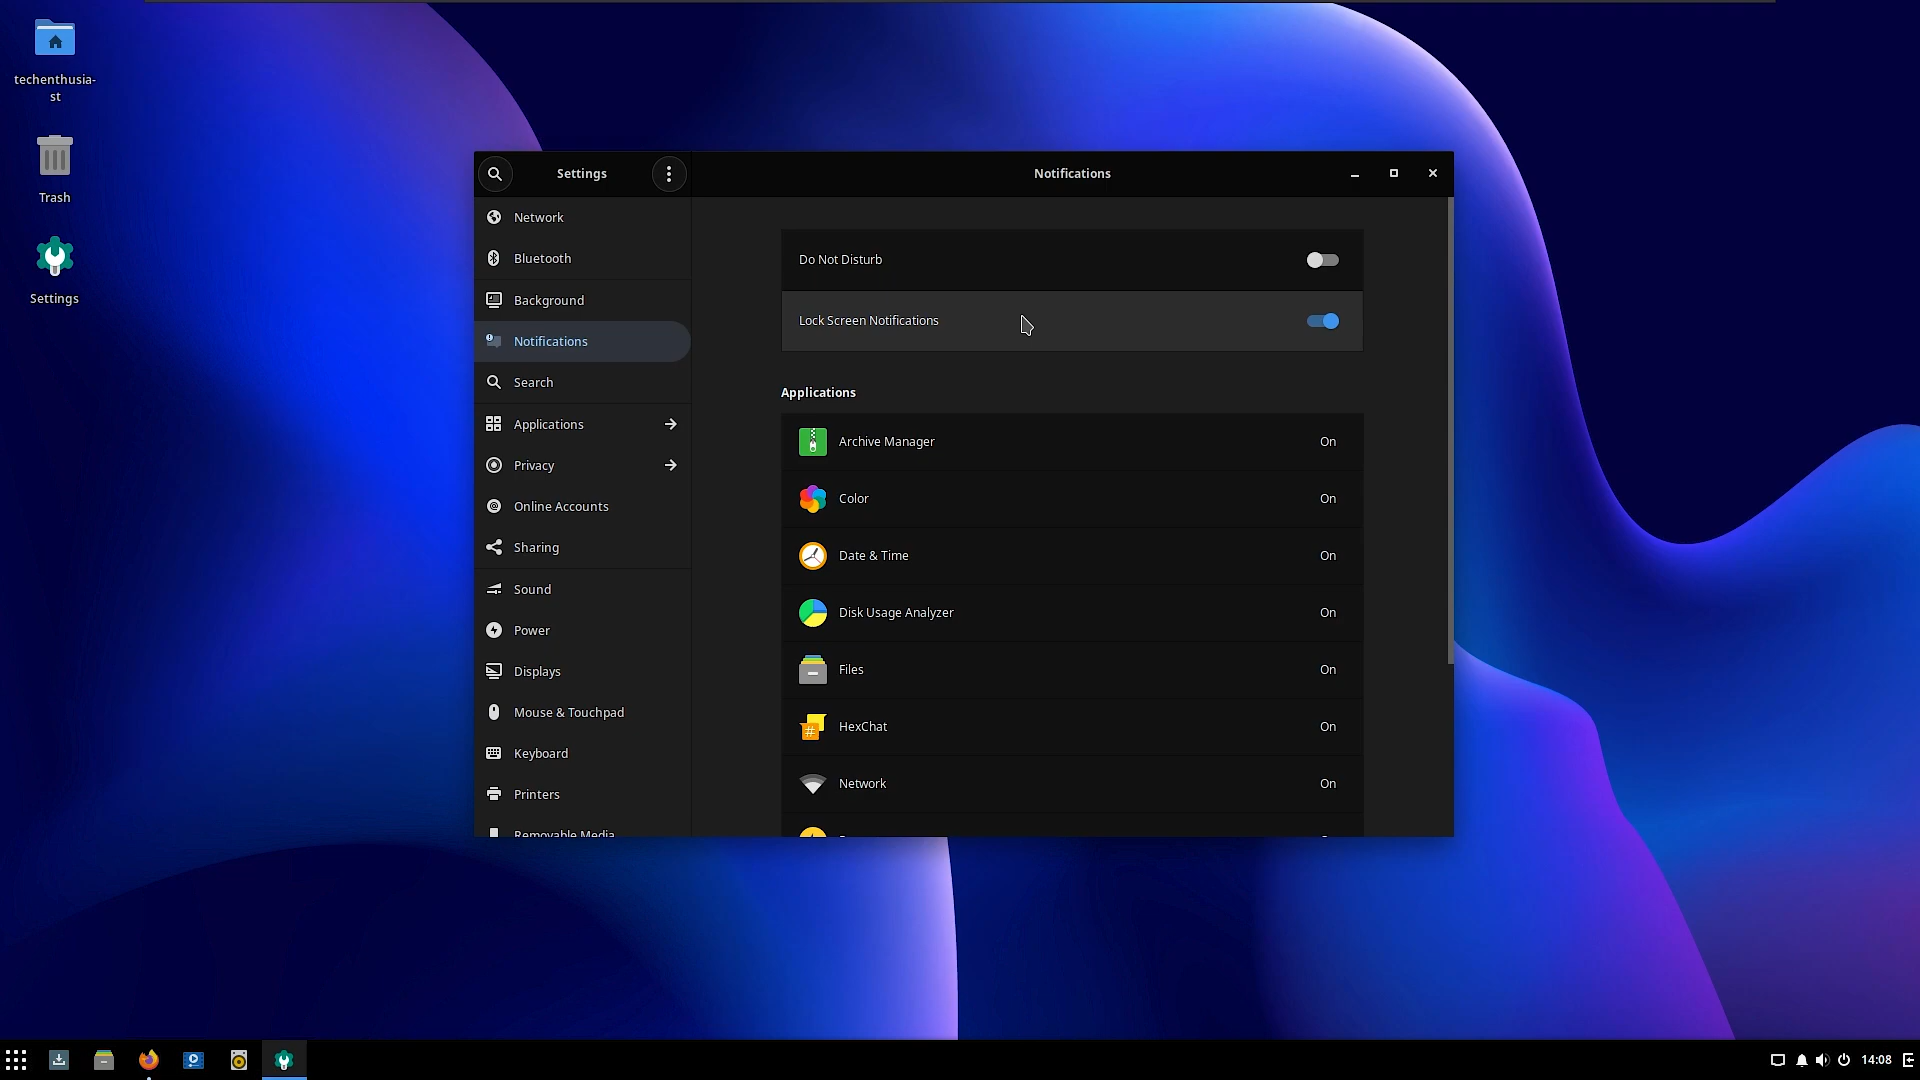 techenthusia-
st
Trash
Settings
Settings
Notifications
Network
Bluetooth
Background
Notifications
Search
Applications
Privacy
Online Accounts
Sharing
Sound
Power
Displays
Mouse & Touchpad
Keyboard
Printers
Removable Media
Do Not Disturb
Lock Screen Notifications
Applications
Archive Manager On
Color On
Date & Time On
Disk Usage Analyzer On
Files On
HexChat On
Network On
14:08